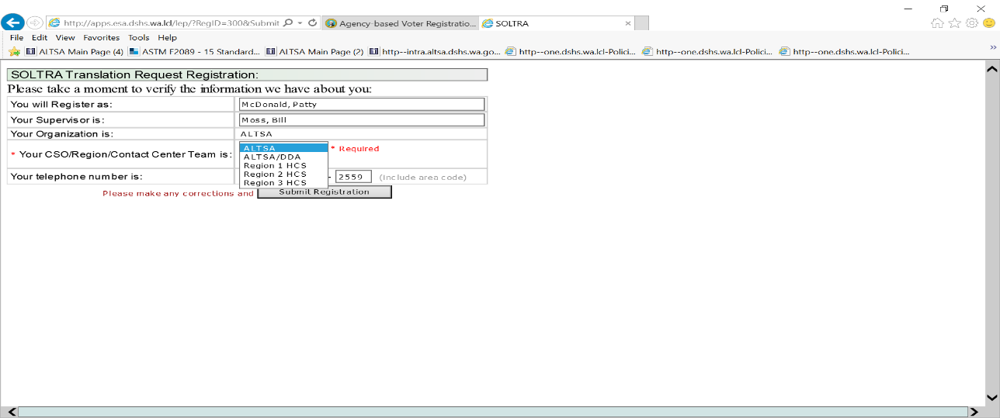 http://apps.esa.dshs.wa.lcl/lep/?RegID=300&Submit
Agency-based Voter Registratio...
SOLTRA
File Edit View Favorites Tools Help
ALTSA Main Page (4)
ASTM F2089 - 15 Standard...
ALTSA Main Page (2)
http--intra.altsa.dshs.wa.go...
http--one.dshs.wa.lcl-Polici...
http--one.dshs.wa.lcl-Polici...
http--one.dshs.wa.lcl-Polici...
SOLTRA Translation Request Registration:
Please take a moment to verify the information we have about you:
You will Register as: McDonald, Patty
Your Supervisor is: Moss, Bill
Your Organization is: ALTSA
* Your CSO/Region/Contact Center Team is:
ALTSA * Required
ALTSA/DDA
Region 1 HCS
Region 2 HCS
Region 3 HCS
Your telephone number is: - 2559 (Include area code)
Please make any corrections and Submit Registration